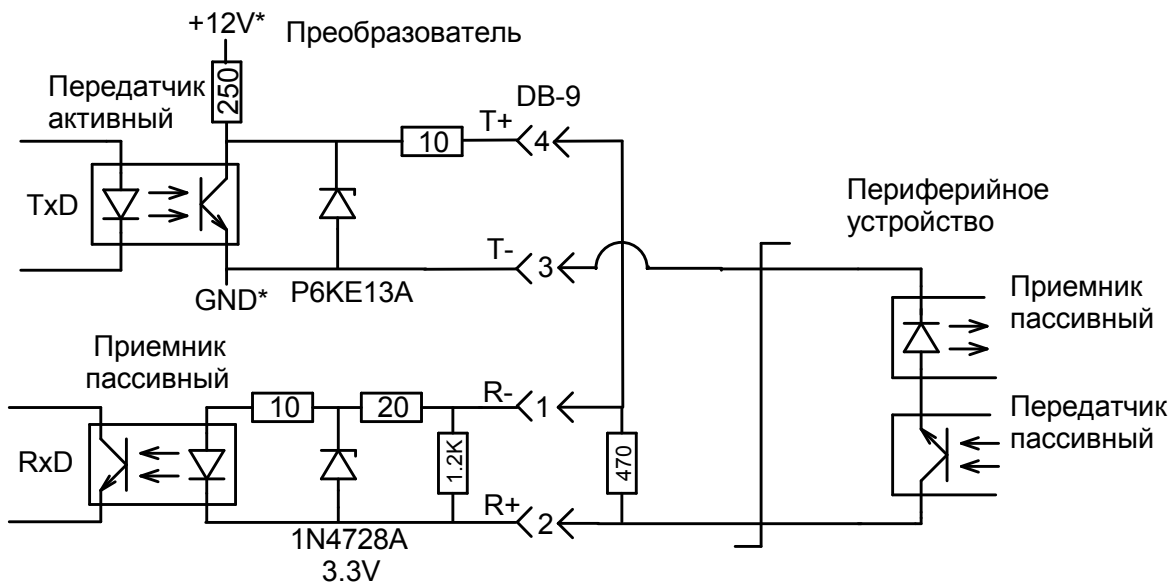 +12V*
Преобразователь
250
Передатчик
активный
DB-9
T+
10
4
TxD
Периферийное
устройство
T-
3
GND*
P6KE13A
Приемник
пассивный
Приемник
пассивный
10
20
R-
1
Передатчик
пассивный
RxD
1.2K
470
R+
2
1N4728A
3.3V